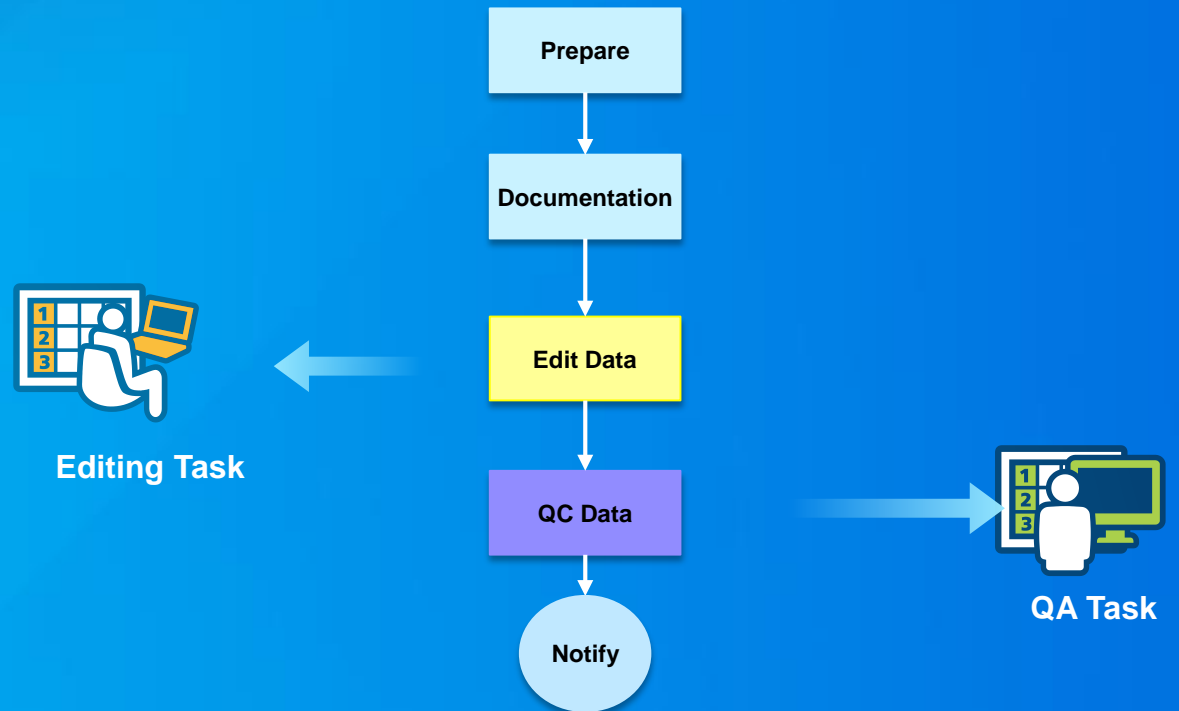 Prepare
Documentation
Edit Data
1
2
3
Editing Task
QC Data
1
2
3
QA Task
Notify